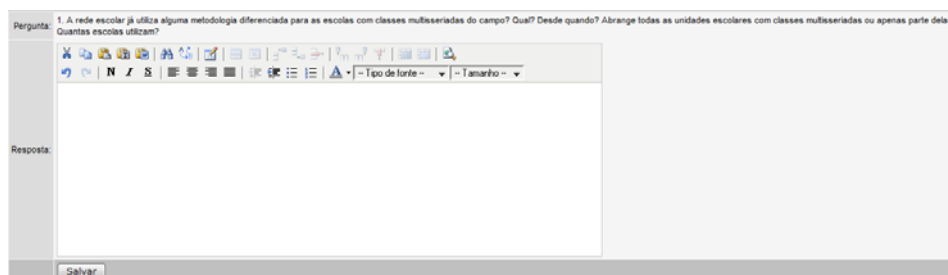 Pergunta: 1. A rede escolar já utiliza alguma metodologia diferenciada para as escolas com classes multisseriadas do campo? Qual? Desde quando? Abrange todas as unidades escolares com classes multisseriadas ou apenas parte dela
Quantas escolas utilizam?
N I S A -- Tipo de fonte -- -- Tamanho --
Resposta:
Salvar